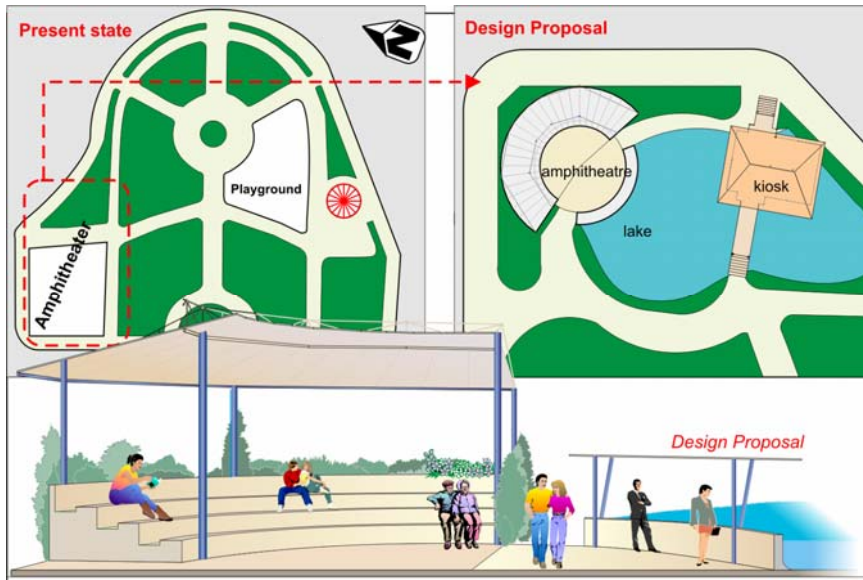 Present state
N
Design Proposal
Playground
Amphitheater
amphitheatre
kiosk
lake
Design Proposal